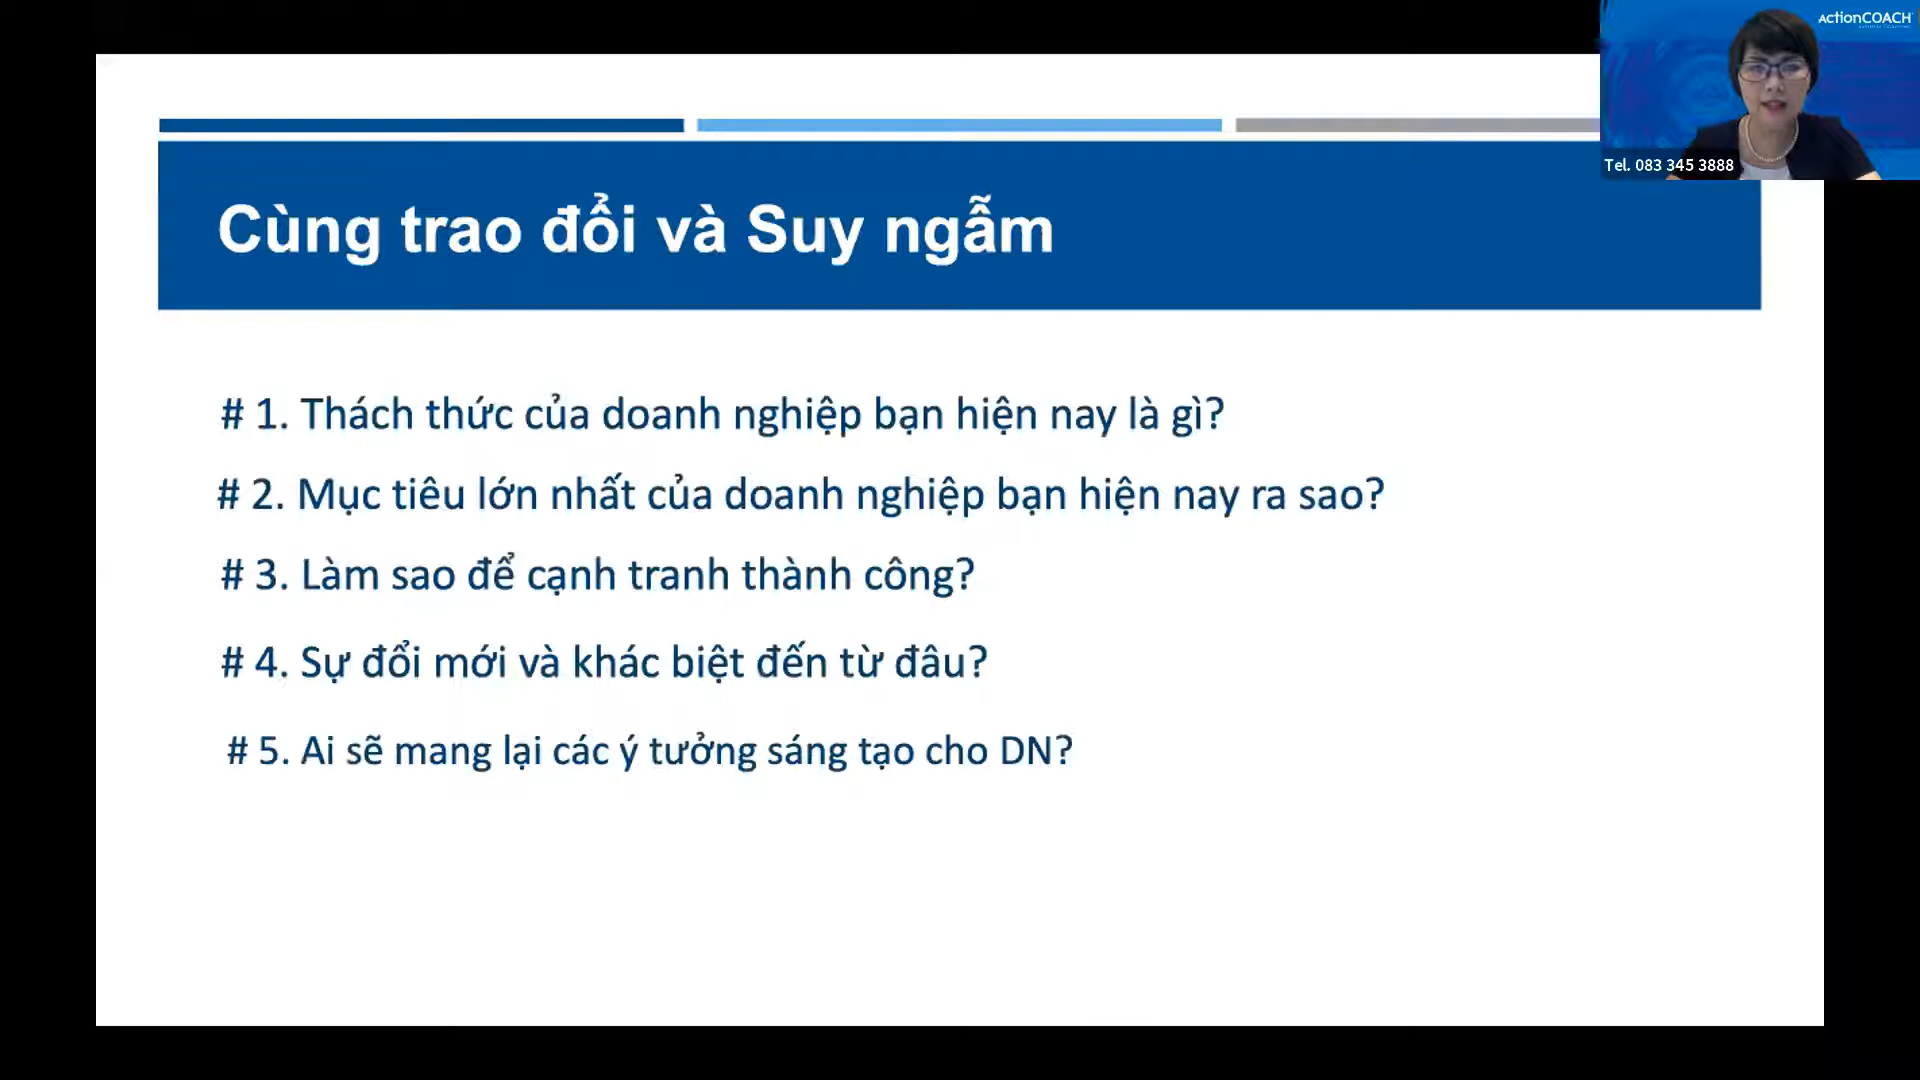 ActionCOACH
Tel. 083 345 3888
Cùng trao đổi và Suy ngẫm
# 1. Thách thức của doanh nghiệp bạn hiện nay là gì?
# 2. Mục tiêu lớn nhất của doanh nghiệp bạn hiện nay ra sao?
# 3. Làm sao để cạnh tranh thành công?
# 4. Sự đổi mới và khác biệt đến từ đâu?
# 5. Ai sẽ mang lại các ý tưởng sáng tạo cho DN?